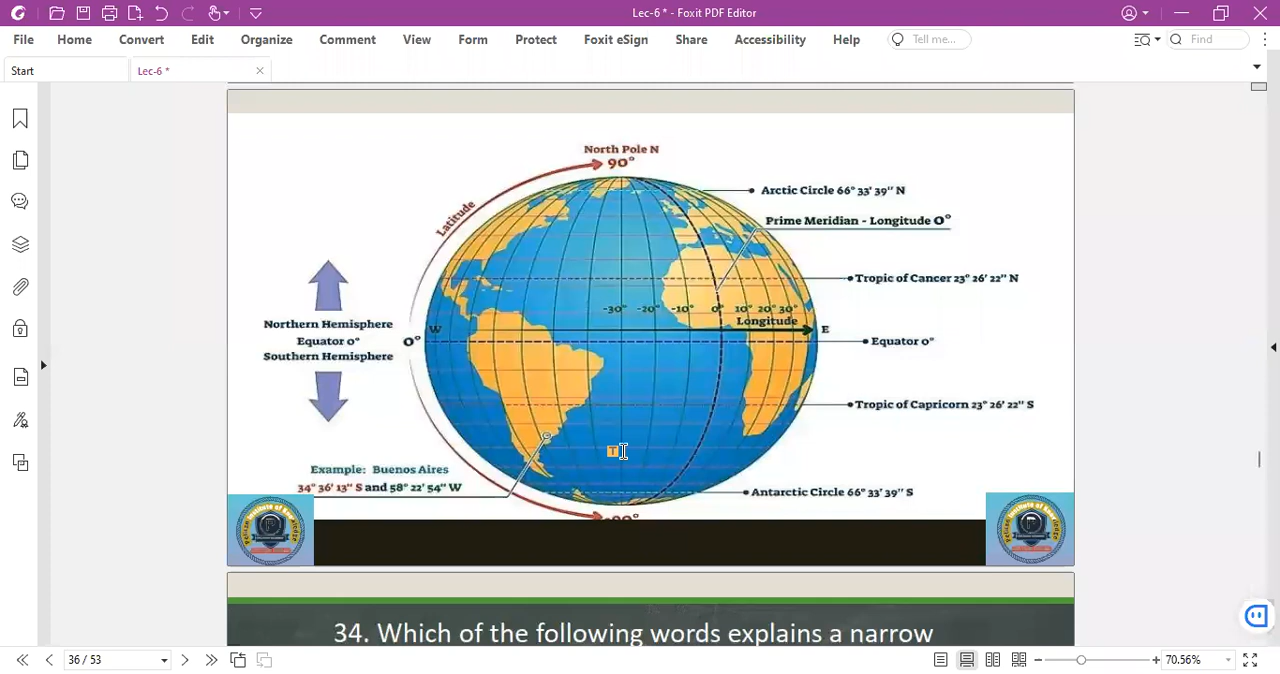 Lec-6 * - Foxit PDF Editor
File Home Convert Edit Organize Comment View Form Protect Foxit eSign Share Accessibility Help Tell me... Find
Start Lec-6 *
North Pole N
90°
Latitude
Arctic Circle 66° 33' 39" N
Prime Meridian - Longitude 0°
Tropic of Cancer 23° 26' 22" N
-30° -20° -10° 0° 10° 20° 30°
Longitude
Northern Hemisphere
W E
Equator 0°
0°
Equator 0°
Southern Hemisphere
Tropic of Capricorn 23° 26' 22" S
T
Example: Buenos Aires
34° 36' 13" S and 58° 22' 54" W
Antarctic Circle 66° 33' 39" S
-90°
34. Which of the following words explains a narrow
36 / 53
70.56%